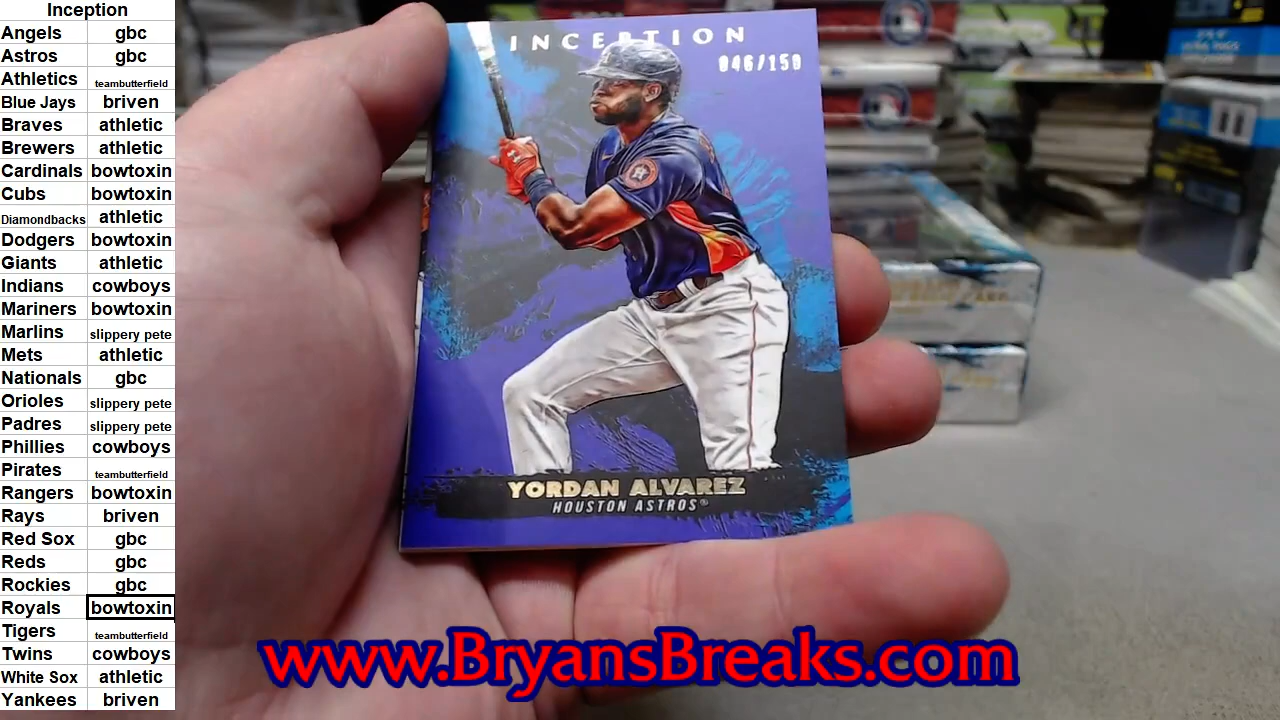 Inception
Angels gbc
Astros gbc
Athletics teambutterfield
Blue Jays briven
Braves athletic
Brewers athletic
Cardinals bowtoxin
Cubs bowtoxin
Diamondbacks athletic
Dodgers bowtoxin
Giants athletic
Indians cowboys
Mariners bowtoxin
Marlins slippery pete
Mets athletic
Nationals gbc
Orioles slippery pete
Padres slippery pete
Phillies cowboys
Pirates teambutterfield
Rangers bowtoxin
Rays briven
Red Sox gbc
Reds gbc
Rockies gbc
Royals bowtoxin
Tigers teambutterfield
Twins cowboys
White Sox athletic
Yankees briven
INCEPTION
046/150
YORDAN ALVAREZ
HOUSTON ASTROS®
www.BryansBreaks.com